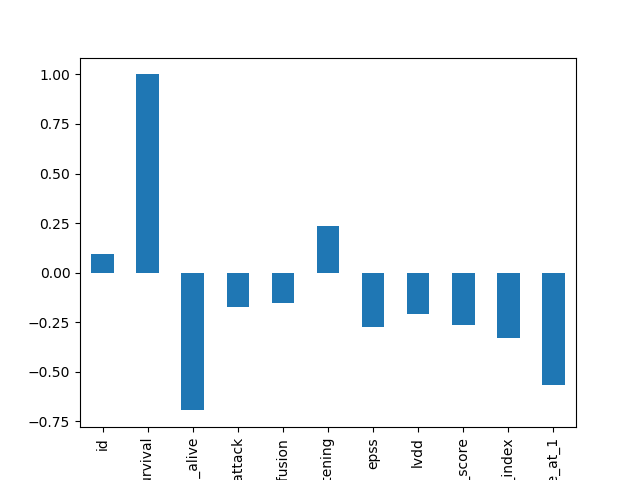 1.00
0.75
0.50
0.25
0.00
−0.25
−0.50
−0.75
id
urvival
_alive
attack
fusion
tening
epss
lvdd
_score
_index
e_at_1